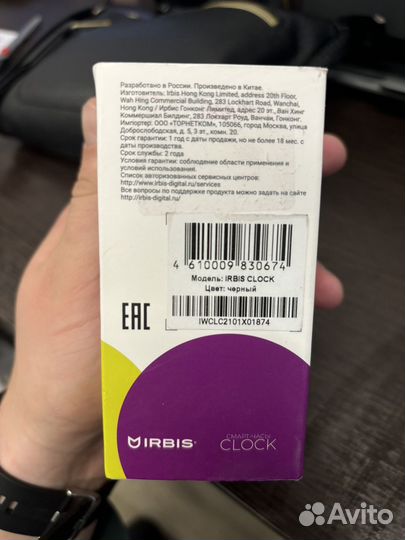 Разработано в России. Произведено в Китае.
Изготовитель: Irbis Hong Kong Limited, address 20th Floor,
Wah Hing Commercial Building, 283 Lockhart Road, Wanchai,
Hong Kong / Ирбис Гонконг Лимитед, адрес 20 эт., Ван Хинг
Коммершиал Билдинг, 283 Локхарт Роуд, Ванчай, Гонконг.
Импортер: ООО «ТОРНЕТКОМ», 105066, город Москва, улица
Доброслободская, д. 5, 3 эт., комн. 20.
Срок гарантии: 1 год с даты продажи, но не более 18 мес. с
даты производства.
Срок службы: 2 года
Условия гарантии: соблюдение области применения и
условий использования.
Список авторизованных сервисных центров:
http://www.irbis-digital.ru/services
Все вопросы по поддержке продукта можно задать на сайте
http://irbis-digital.ru/
4 610009 830674
Модель: IRBIS CLOCK
Цвет: черный
IWCLC2101X01874
EAC
IRBIS®
СМАРТ-ЧАСЫ
CLOCK
Avito